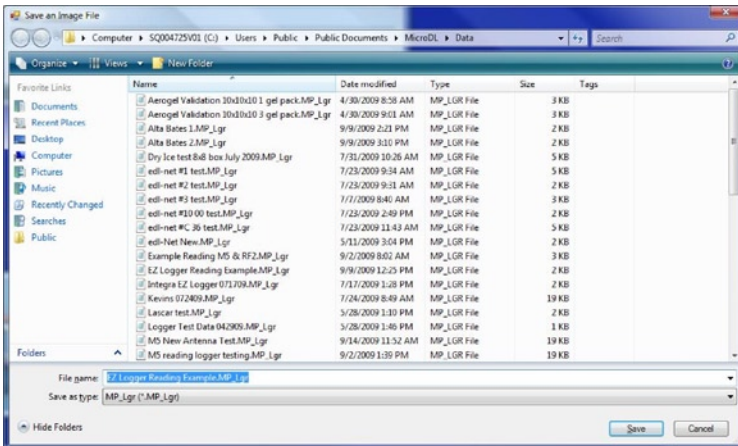 Save an Image File
Computer ▸ SQ004725V01 (C:) ▸ Users ▸ Public ▸ Public Documents ▸ MicroDL ▸ Data
Search
Organize Views New Folder
Favorite Links
Documents
Recent Places
Desktop
Computer
Pictures
Music
Recently Changed
Searches
Public
Folders
Name Date modified Type Size Tags
Aerogel Validation 10x10x10 1 gel pack.MP_Lgr 4/30/2009 8:58 AM MP_LGR File 3 KB
Aerogel Validation 10x10x10 3 gel pack.MP_Lgr 4/30/2009 9:01 AM MP_LGR File 3 KB
Alta Bates 1.MP_Lgr 9/9/2009 2:21 PM MP_LGR File 2 KB
Alta Bates 2.MP_Lgr 9/9/2009 3:10 PM MP_LGR File 2 KB
Dry Ice test 8x8 box July 2009.MP_Lgr 7/31/2009 10:26 AM MP_LGR File 5 KB
edl-net #1 test.MP_Lgr 7/23/2009 9:34 AM MP_LGR File 5 KB
edl-net #2 test.MP_Lgr 7/23/2009 9:31 AM MP_LGR File 2 KB
edl-net #3 test.MP_Lgr 7/7/2009 8:40 AM MP_LGR File 3 KB
edl-net #10 00 test.MP_Lgr 7/23/2009 2:49 PM MP_LGR File 2 KB
edl-net #C 36 test.MP_Lgr 7/23/2009 11:43 AM MP_LGR File 5 KB
edl-Net New.MP_Lgr 5/11/2009 3:04 PM MP_LGR File 2 KB
Example Reading M5 & RF2.MP_Lgr 9/2/2009 8:02 AM MP_LGR File 3 KB
EZ Logger Reading Example.MP_Lgr 9/9/2009 12:25 PM MP_LGR File 2 KB
Integra EZ Logger 071709.MP_Lgr 7/17/2009 1:28 PM MP_LGR File 2 KB
Kevins 072409.MP_Lgr 7/24/2009 8:49 AM MP_LGR File 19 KB
Lascar test.MP_Lgr 5/28/2009 1:10 PM MP_LGR File 2 KB
Logger Test Data 042909.MP_Lgr 5/28/2009 1:46 PM MP_LGR File 1 KB
M5 New Antenna Test.MP_Lgr 9/14/2009 11:52 AM MP_LGR File 19 KB
M5 reading logger testing.MP_Lgr 9/2/2009 1:39 PM MP_LGR File 19 KB
File name: EZ Logger Reading Example.MP_Lgr
Save as type: MP_Lgr (*.MP_Lgr)
Hide Folders Save Cancel